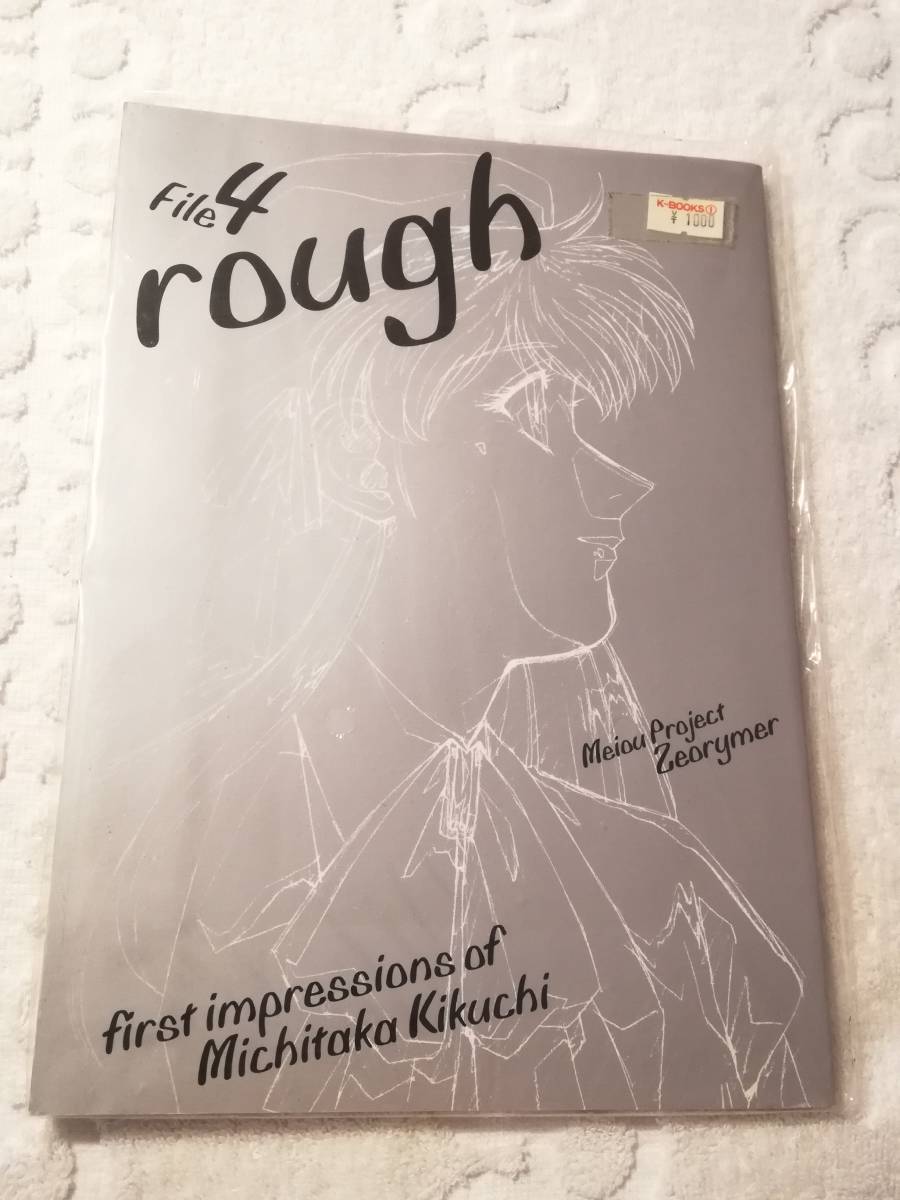 File 4
rough
K-BOOKS①
¥ 1000
Meiou Project
Zeorymer
first impressions of
Michitaka Kikuchi